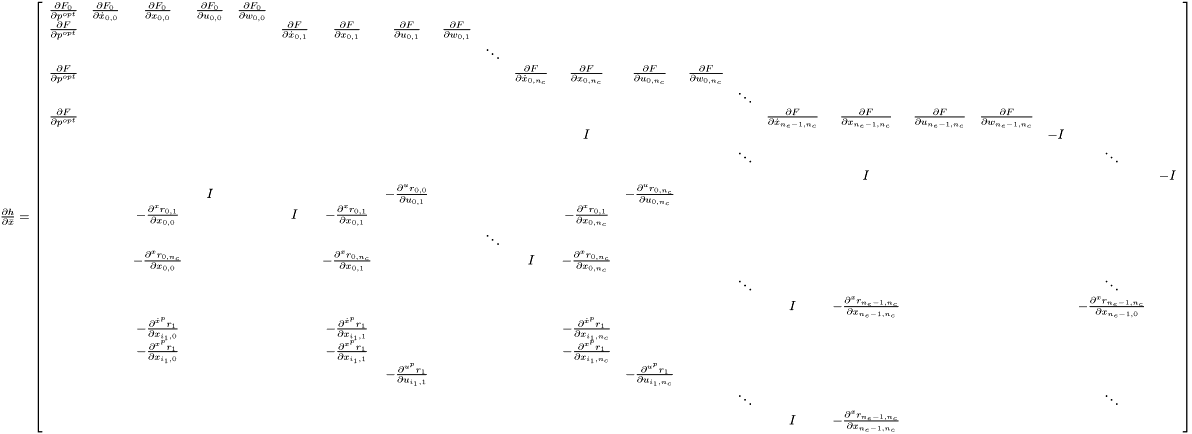 \frac{\partial F_0}{\partial p^{opt}} \frac{\partial F_0}{\partial \dot{x}_{0,0}} \frac{\partial F_0}{\partial x_{0,0}} \frac{\partial F_0}{\partial u_{0,0}} \frac{\partial F_0}{\partial w_{0,0}}
\frac{\partial F}{\partial p^{opt}} \frac{\partial F}{\partial \dot{x}_{0,1}} \frac{\partial F}{\partial x_{0,1}} \frac{\partial F}{\partial u_{0,1}} \frac{\partial F}{\partial w_{0,1}}
⋱
\frac{\partial F}{\partial p^{opt}} \frac{\partial F}{\partial \dot{x}_{0,n_c}} \frac{\partial F}{\partial x_{0,n_c}} \frac{\partial F}{\partial u_{0,n_c}} \frac{\partial F}{\partial w_{0,n_c}}
⋱
\frac{\partial F}{\partial p^{opt}} \frac{\partial F}{\partial \dot{x}_{n_e-1,n_c}} \frac{\partial F}{\partial x_{n_e-1,n_c}} \frac{\partial F}{\partial u_{n_e-1,n_c}} \frac{\partial F}{\partial w_{n_e-1,n_c}}
I -I
⋱ ⋱
I -I
I -\frac{\partial^u r_{0,0}}{\partial u_{0,1}} -\frac{\partial^u r_{0,n_c}}{\partial u_{0,n_c}}
\frac{\partial h}{\partial \bar{x}} = -\frac{\partial^x r_{0,1}}{\partial x_{0,0}} I -\frac{\partial^x r_{0,1}}{\partial x_{0,1}} -\frac{\partial^x r_{0,1}}{\partial x_{0,n_c}}
⋱
-\frac{\partial^x r_{0,n_c}}{\partial x_{0,0}} -\frac{\partial^x r_{0,n_c}}{\partial x_{0,1}} I -\frac{\partial^x r_{0,n_c}}{\partial x_{0,n_c}}
⋱ ⋱
I -\frac{\partial^x r_{n_e-1,n_c}}{\partial x_{n_e-1,n_c}} -\frac{\partial^x r_{n_e-1,n_c}}{\partial x_{n_e-1,0}}
-\frac{\partial^{\dot{x}^p} r_1}{\partial x_{i_1,0}} -\frac{\partial^{\dot{x}^p} r_1}{\partial x_{i_1,1}} -\frac{\partial^{\dot{x}^p} r_1}{\partial x_{i_1,n_c}}
-\frac{\partial^{x^p} r_1}{\partial x_{i_1,0}} -\frac{\partial^{x^p} r_1}{\partial x_{i_1,1}} -\frac{\partial^{x^p} r_1}{\partial x_{i_1,n_c}}
-\frac{\partial^{u^p} r_1}{\partial u_{i_1,1}} -\frac{\partial^{u^p} r_1}{\partial u_{i_1,n_c}}
⋱ ⋱
I -\frac{\partial^x r_{n_e-1,n_c}}{\partial x_{n_e-1,n_c}}